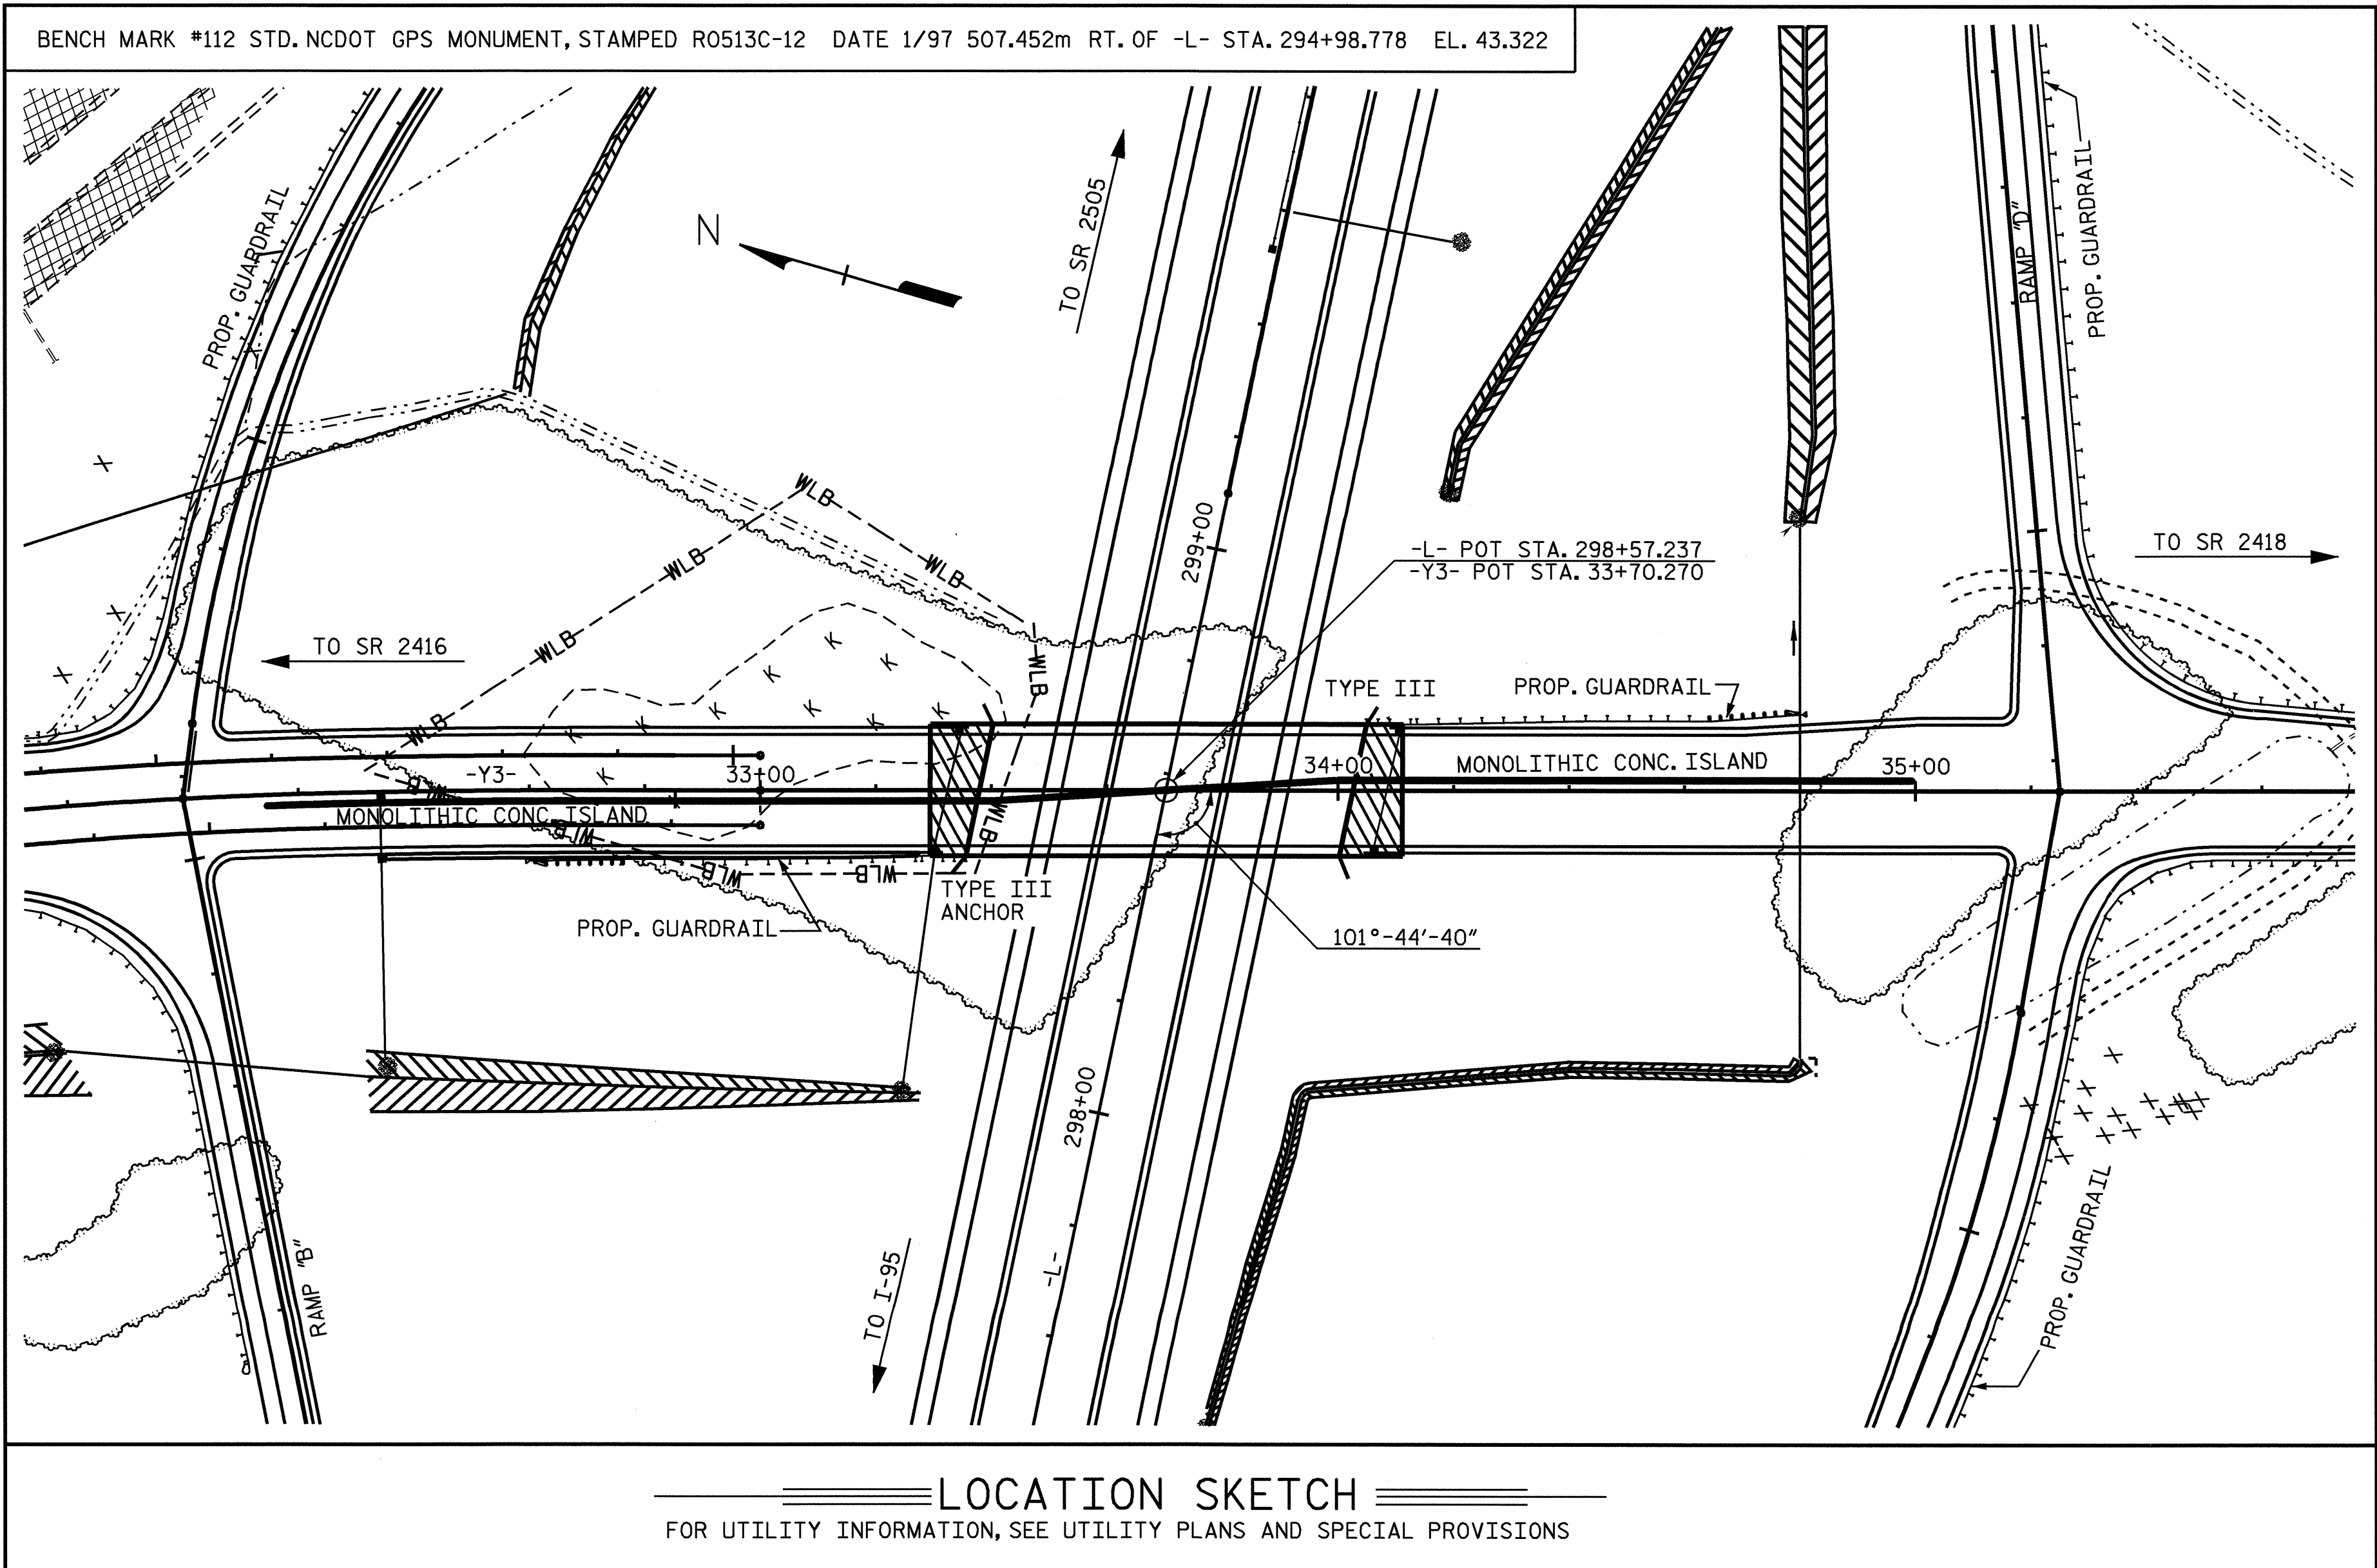 BENCH MARK #112 STD. NCDOT GPS MONUMENT, STAMPED R0513C-12 DATE 1/97 507.452m RT. OF -L- STA. 294+98.778 EL. 43.322
PROP. GUARDRAIL
N
TO SR 2505
RAMP "D"
PROP. GUARDRAIL
WLB
WLB
WLB
WLB
WLB
WLB
299+00
-L- POT STA. 298+57.237
-Y3- POT STA. 33+70.270
TO SR 2418
TO SR 2416
K
K
K
K
K
K
K
K
K
K
TYPE III
PROP. GUARDRAIL
-Y3-
33+00
34+00
MONOLITHIC CONC. ISLAND
35+00
WLB
MONOLITHIC CONC. ISLAND
WLB
WLB
WLB
WLB
TYPE III
ANCHOR
PROP. GUARDRAIL
101°-44'-40"
298+00
-L-
TO I-95
RAMP "B"
PROP. GUARDRAIL
LOCATION SKETCH
FOR UTILITY INFORMATION, SEE UTILITY PLANS AND SPECIAL PROVISIONS